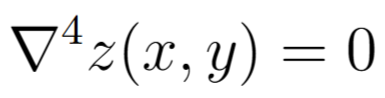 ∇⁴z(x, y) = 0